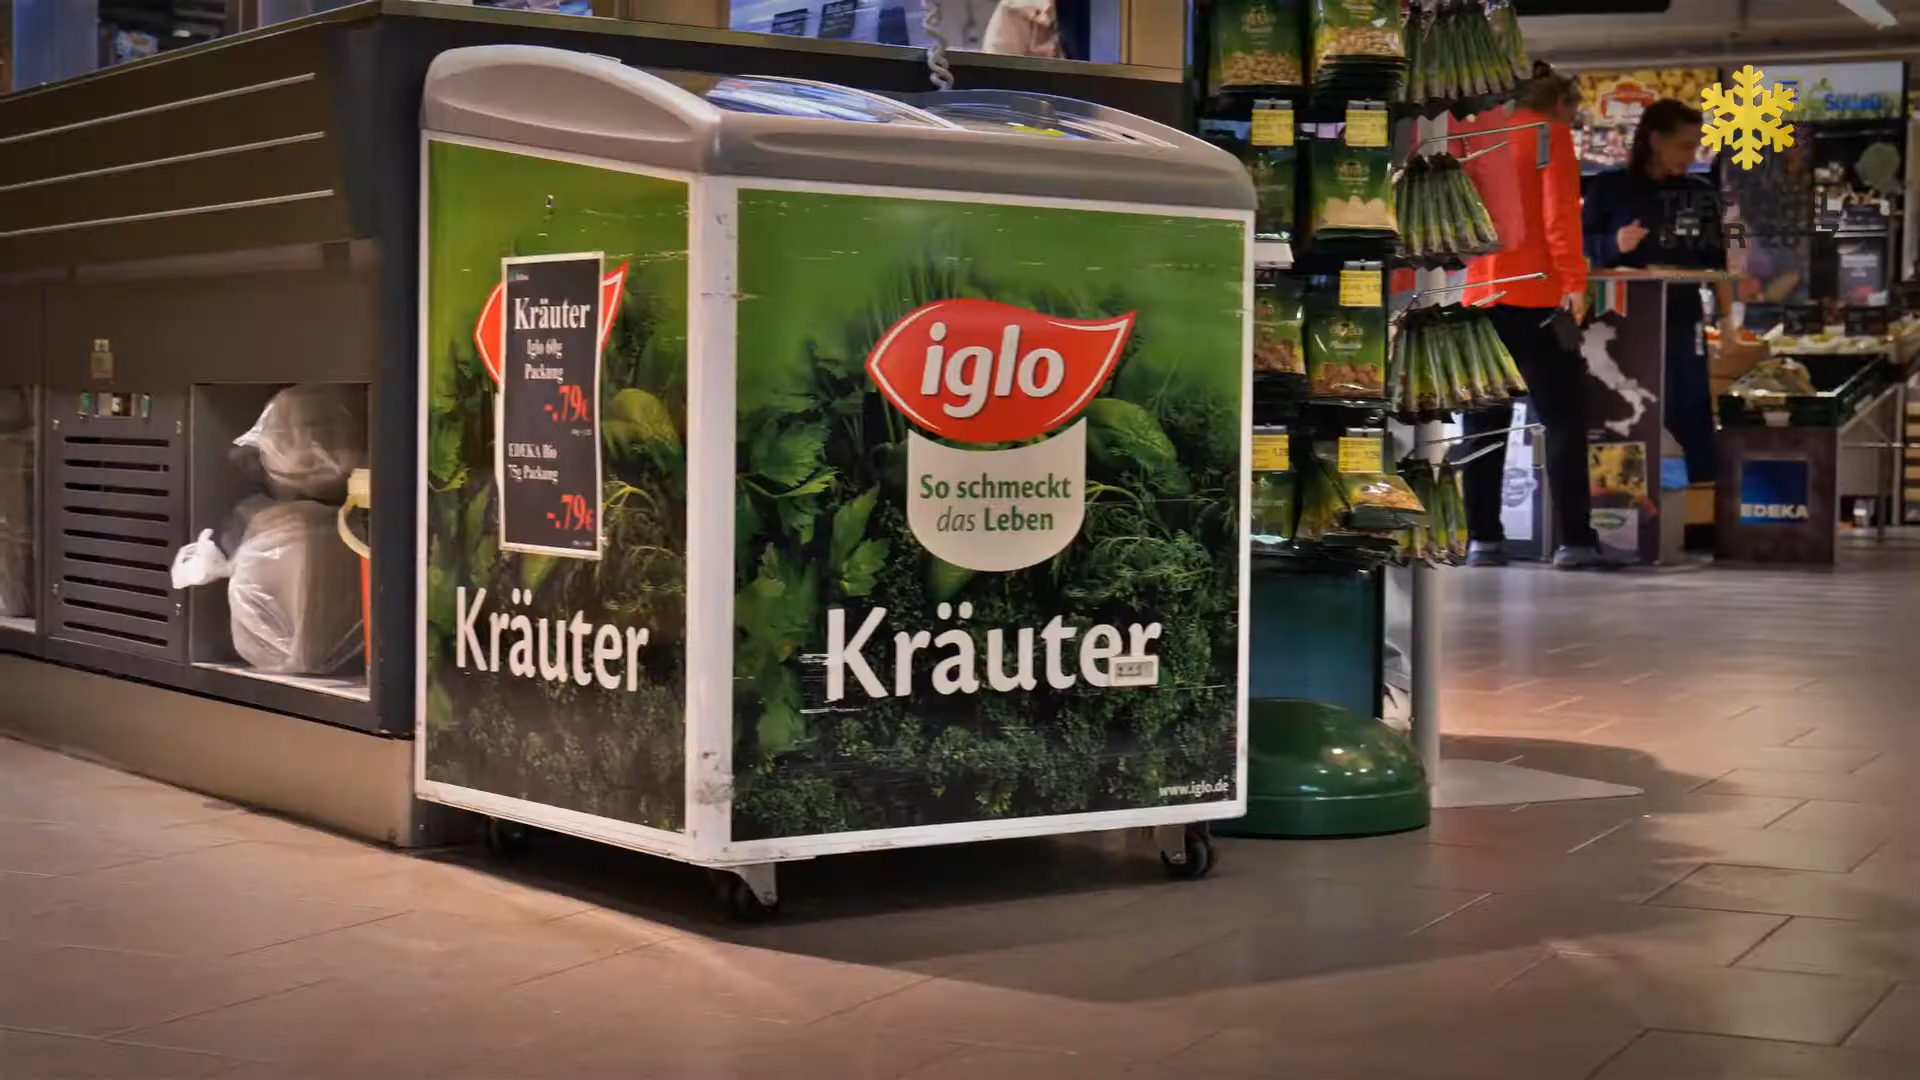 Kräuter
Iglo 60g
Packung
-.79€
EDEKA Bio
75g Packung
-.79€
Kräuter
iglo
So schmeckt
das Leben
Kräuter
www.iglo.de
EDEKA